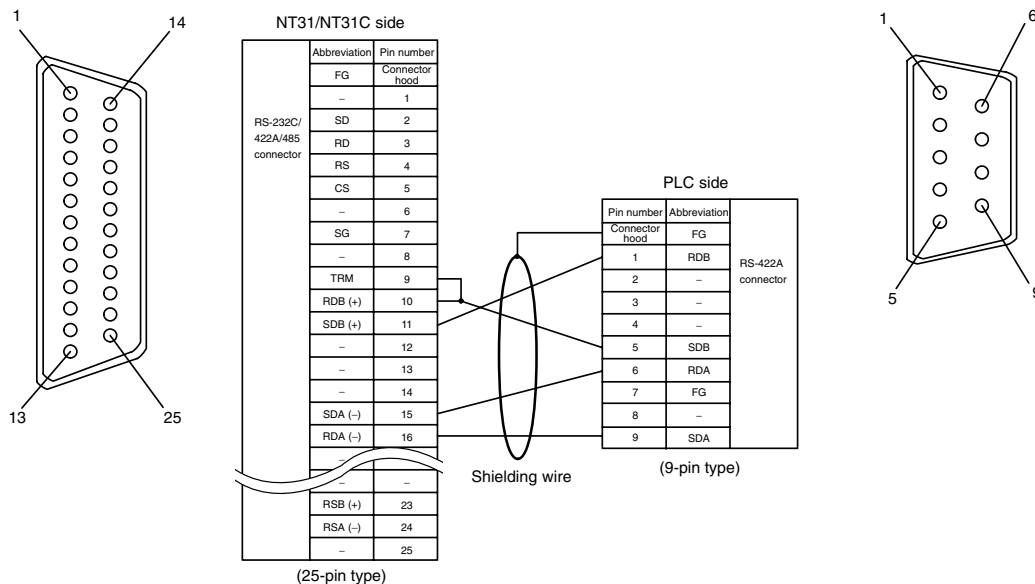 1
14
13
25
NT31/NT31C side
RS-232C/
422A/485
connector
Abbreviation Pin number
FG Connector hood
– 1
SD 2
RD 3
RS 4
CS 5
– 6
SG 7
– 8
TRM 9
RDB (+) 10
SDB (+) 11
– 12
– 13
– 14
SDA (–) 15
RDA (–) 16
–
– –
RSB (+) 23
RSA (–) 24
– 25
(25-pin type)
Shielding wire
PLC side
Pin number Abbreviation
Connector hood FG
1 RDB
2 –
3 –
4 –
5 SDB
6 RDA
7 FG
8 –
9 SDA
RS-422A
connector
(9-pin type)
1
6
5
9